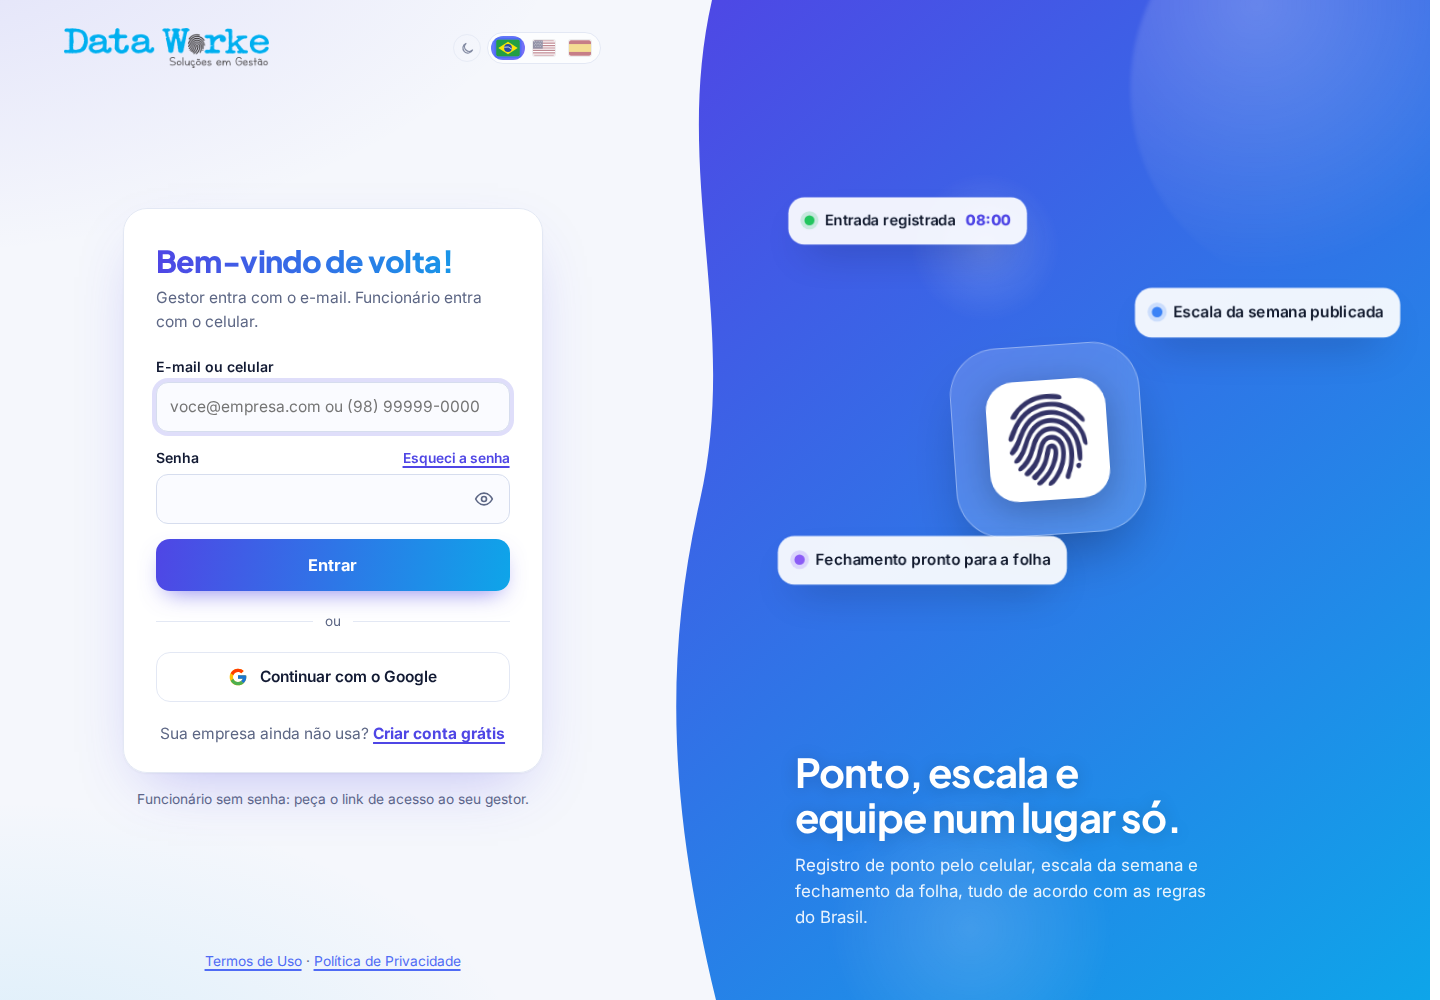 Data Worke
Soluções em Gestão
Bem-vindo de volta!
Gestor entra com o e-mail. Funcionário entra
com o celular.
E-mail ou celular
voce@empresa.com ou (98) 99999-0000
Senha
Esqueci a senha
Entrar
ou
Continuar com o Google
Sua empresa ainda não usa? Criar conta grátis
Funcionário sem senha: peça o link de acesso ao seu gestor.
Termos de Uso · Política de Privacidade
Entrada registrada 08:00
Escala da semana publicada
Fechamento pronto para a folha
Ponto, escala e
equipe num lugar só.
Registro de ponto pelo celular, escala da semana e
fechamento da folha, tudo de acordo com as regras
do Brasil.